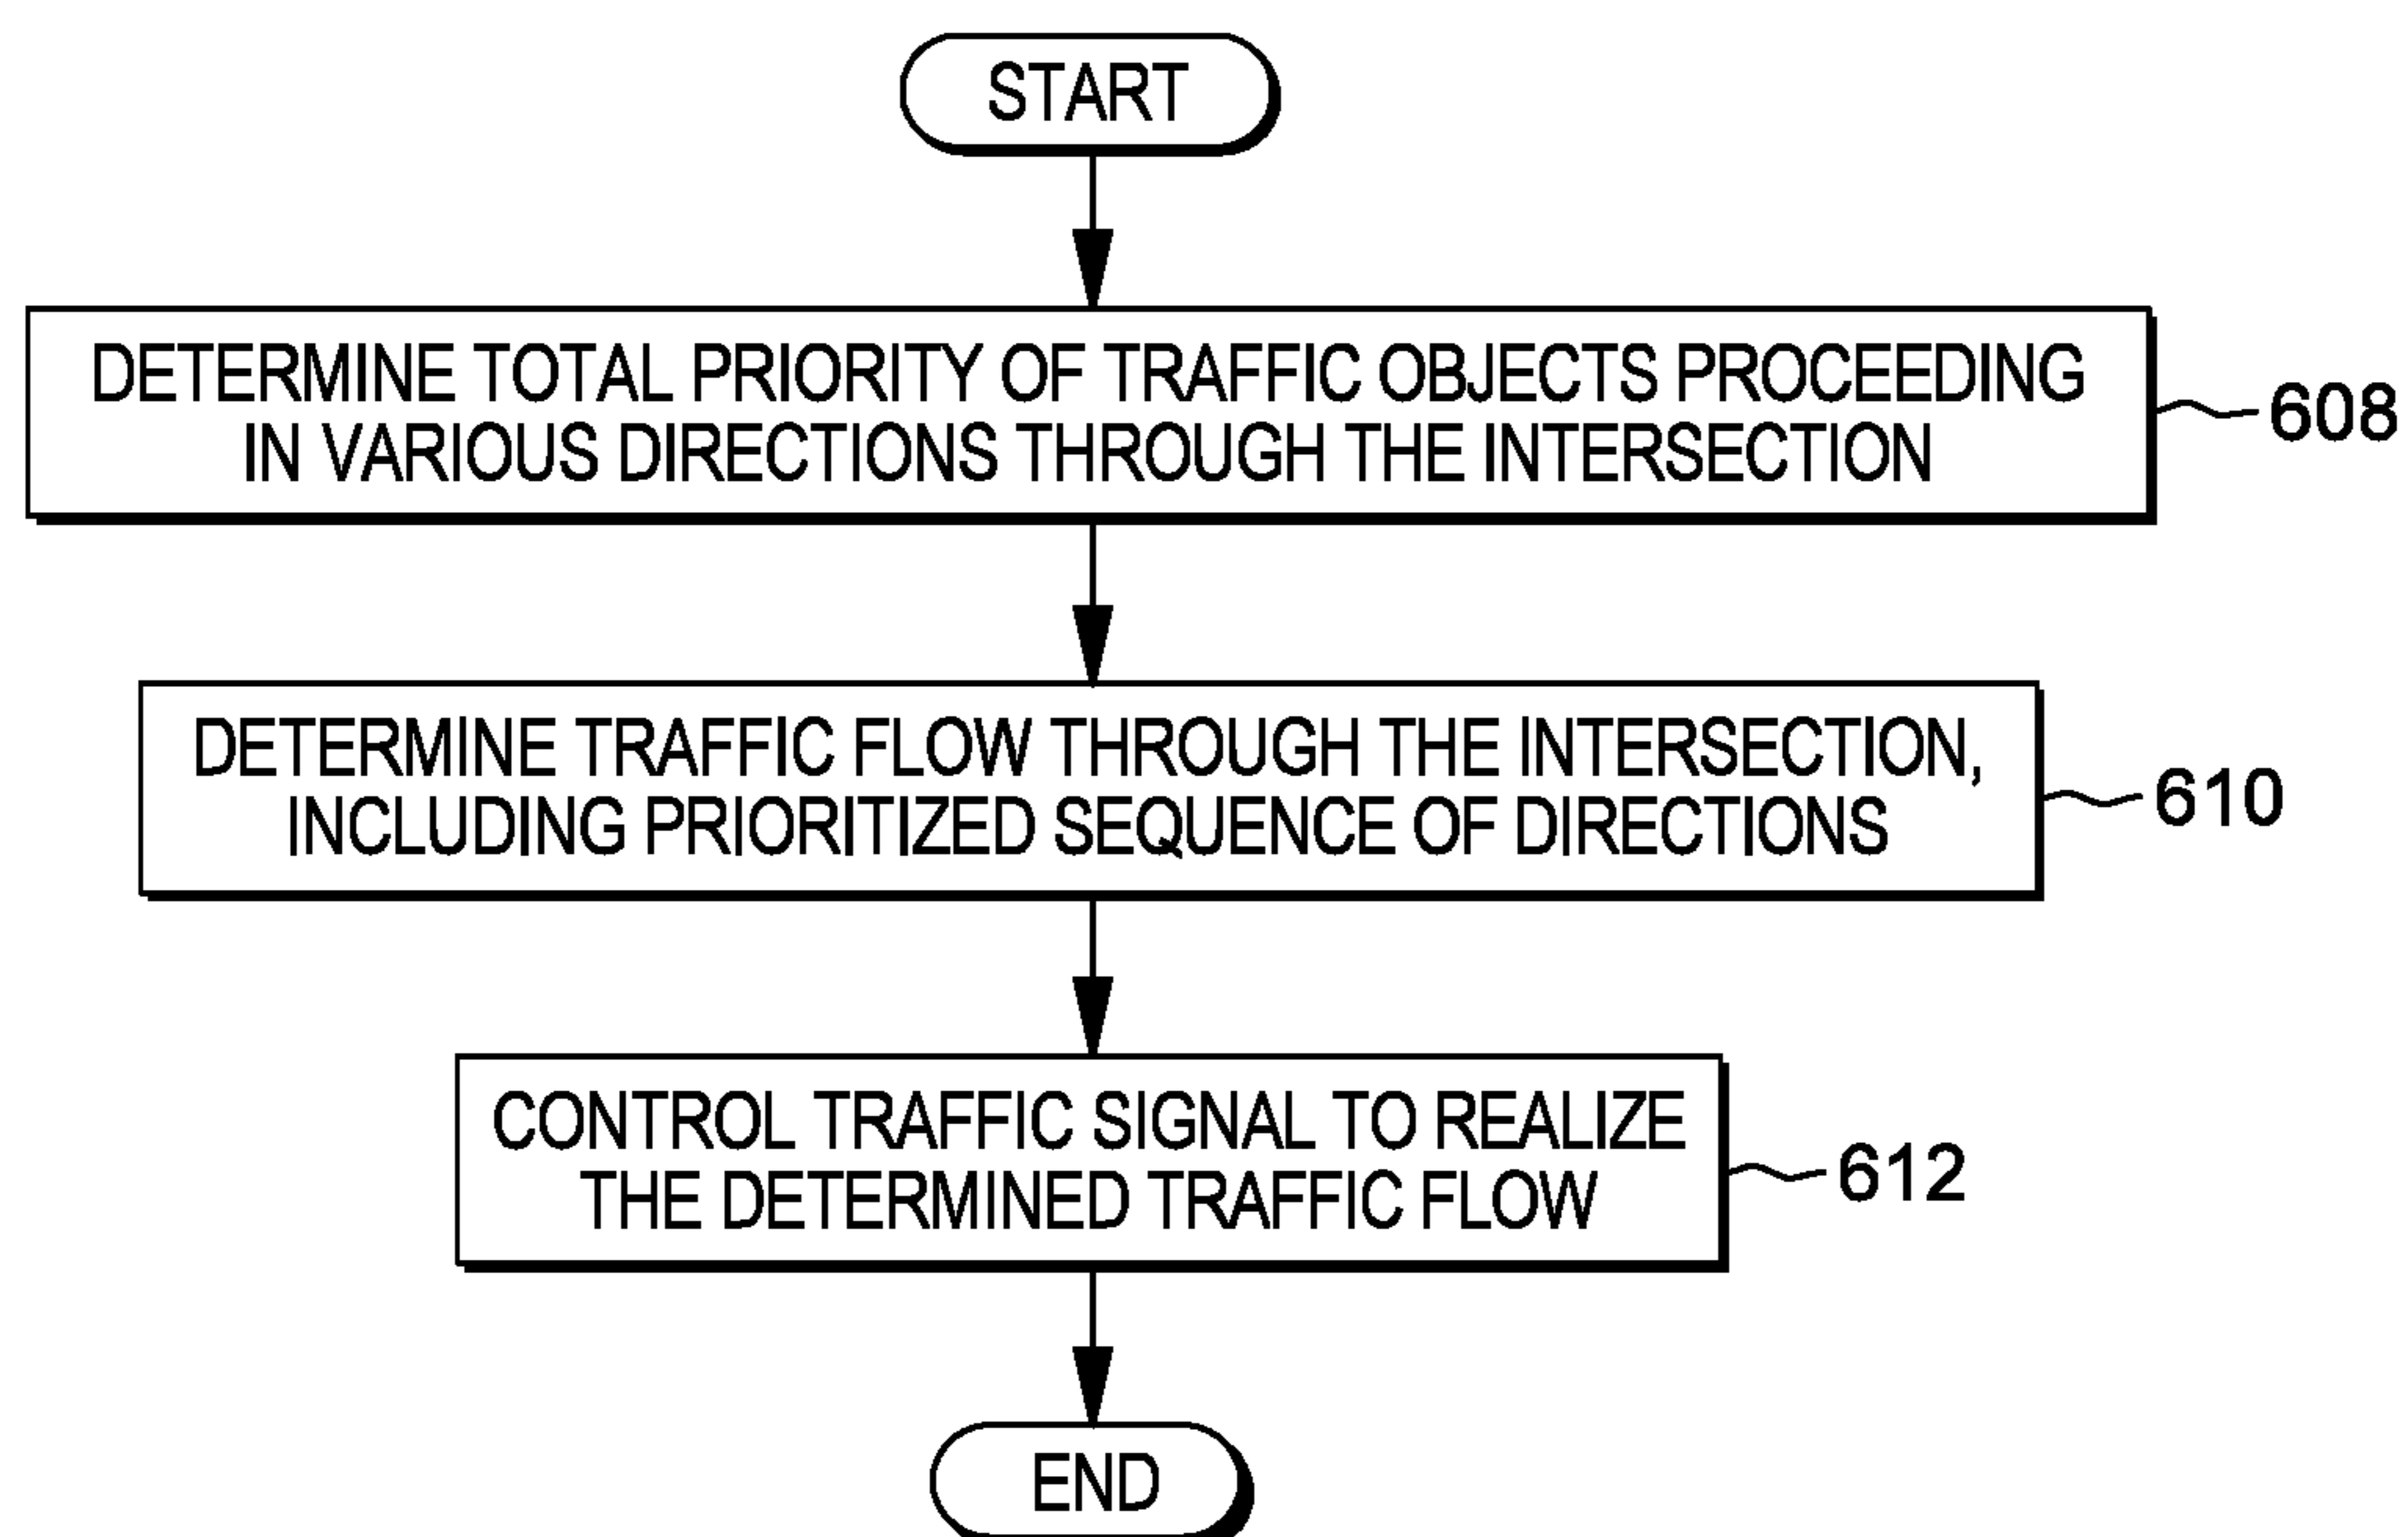 START
DETERMINE TOTAL PRIORITY OF TRAFFIC OBJECTS PROCEEDING
IN VARIOUS DIRECTIONS THROUGH THE INTERSECTION
608
DETERMINE TRAFFIC FLOW THROUGH THE INTERSECTION,
INCLUDING PRIORITIZED SEQUENCE OF DIRECTIONS
610
CONTROL TRAFFIC SIGNAL TO REALIZE
THE DETERMINED TRAFFIC FLOW
612
END